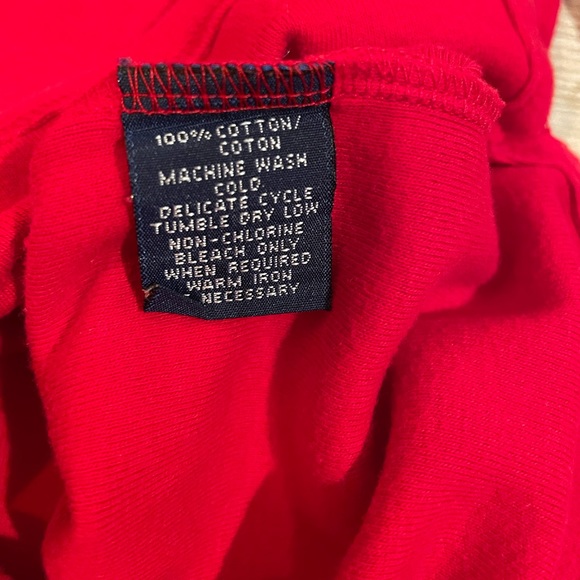 100% COTTON/
COTON
MACHINE WASH
COLD
DELICATE CYCLE
TUMBLE DRY LOW
NON-CHLORINE
BLEACH ONLY
WHEN REQUIRED
WARM IRON
NECESSARY